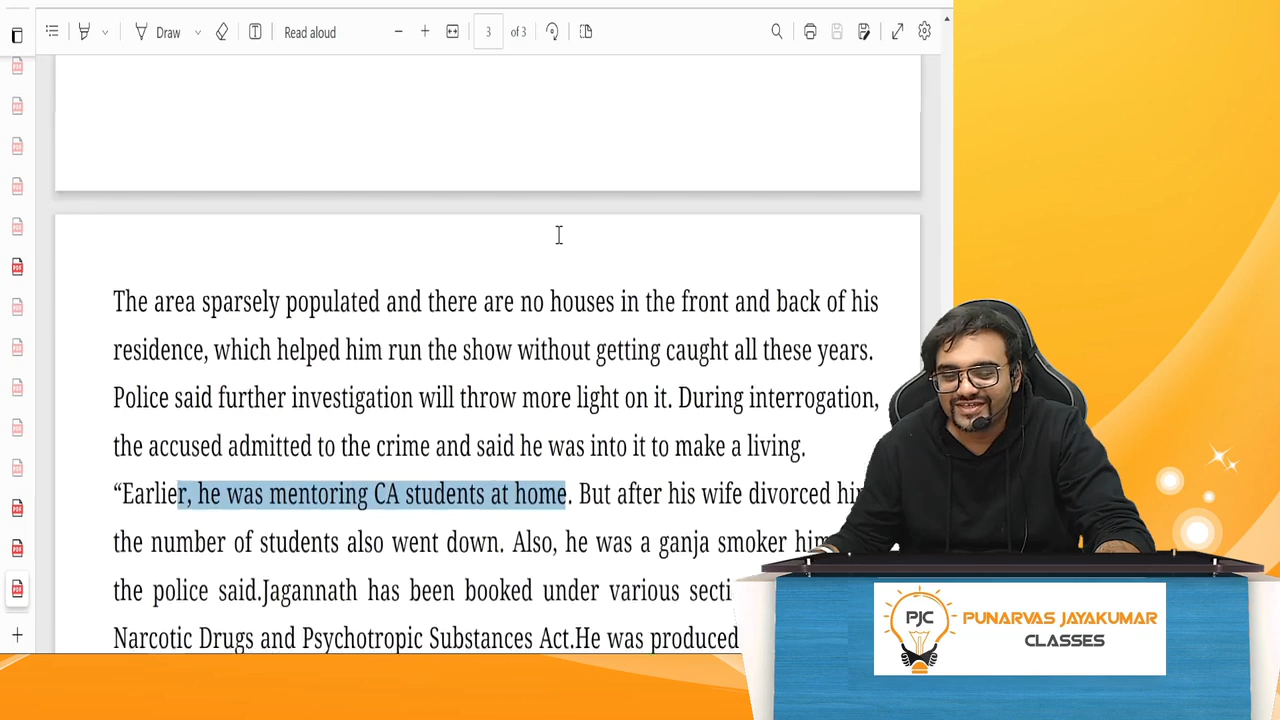 Draw
Read aloud
3
of 3
The area sparsely populated and there are no houses in the front and back of his
residence, which helped him run the show without getting caught all these years.
Police said further investigation will throw more light on it. During interrogation,
the accused admitted to the crime and said he was into it to make a living.
“Earlier, he was mentoring CA students at home. But after his wife divorced
the number of students also went down. Also, he was a ganja smoker
the police said.Jagannath has been booked under various
Narcotic Drugs and Psychotropic Substances Act.He was produced
PJC
PUNARVAS JAYAKUMAR
CLASSES